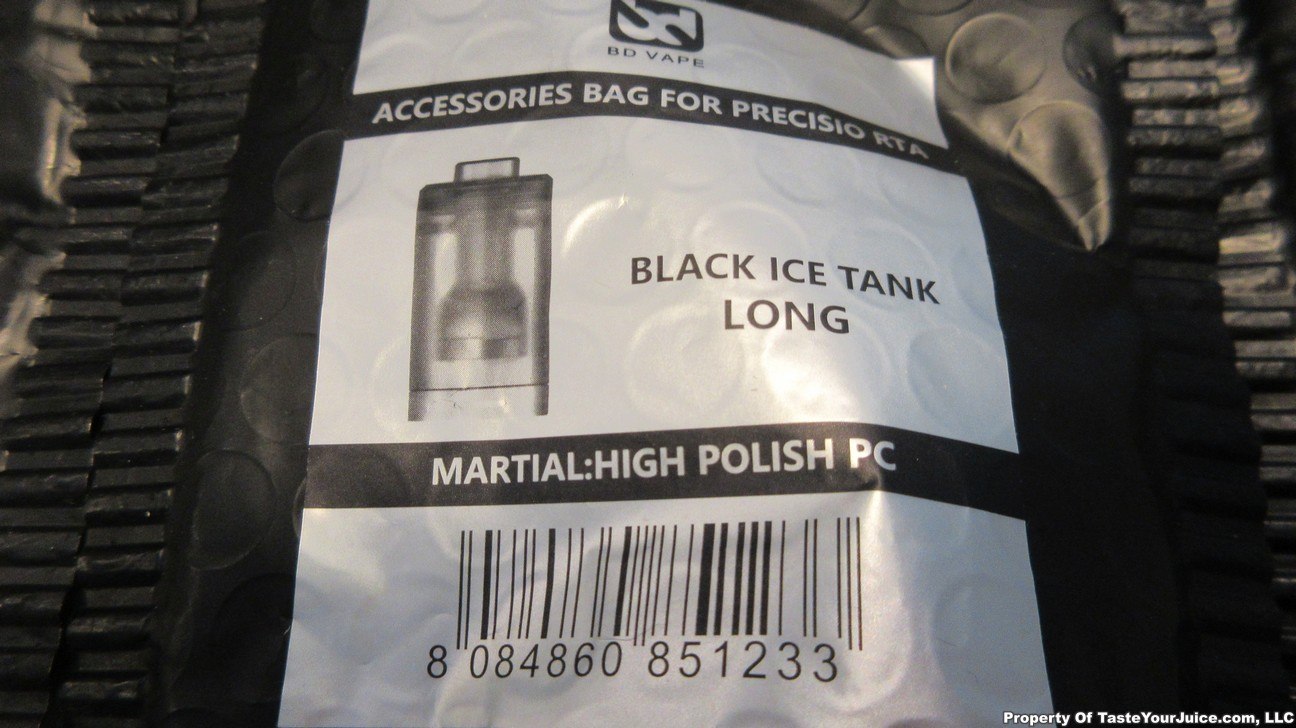 BD VAPE
ACCESSORIES BAG FOR PRECISIO RTA
BLACK ICE TANK
LONG
MARTIAL:HIGH POLISH PC
8 084860 851233
Property Of TasteYourJuice.com, LLC